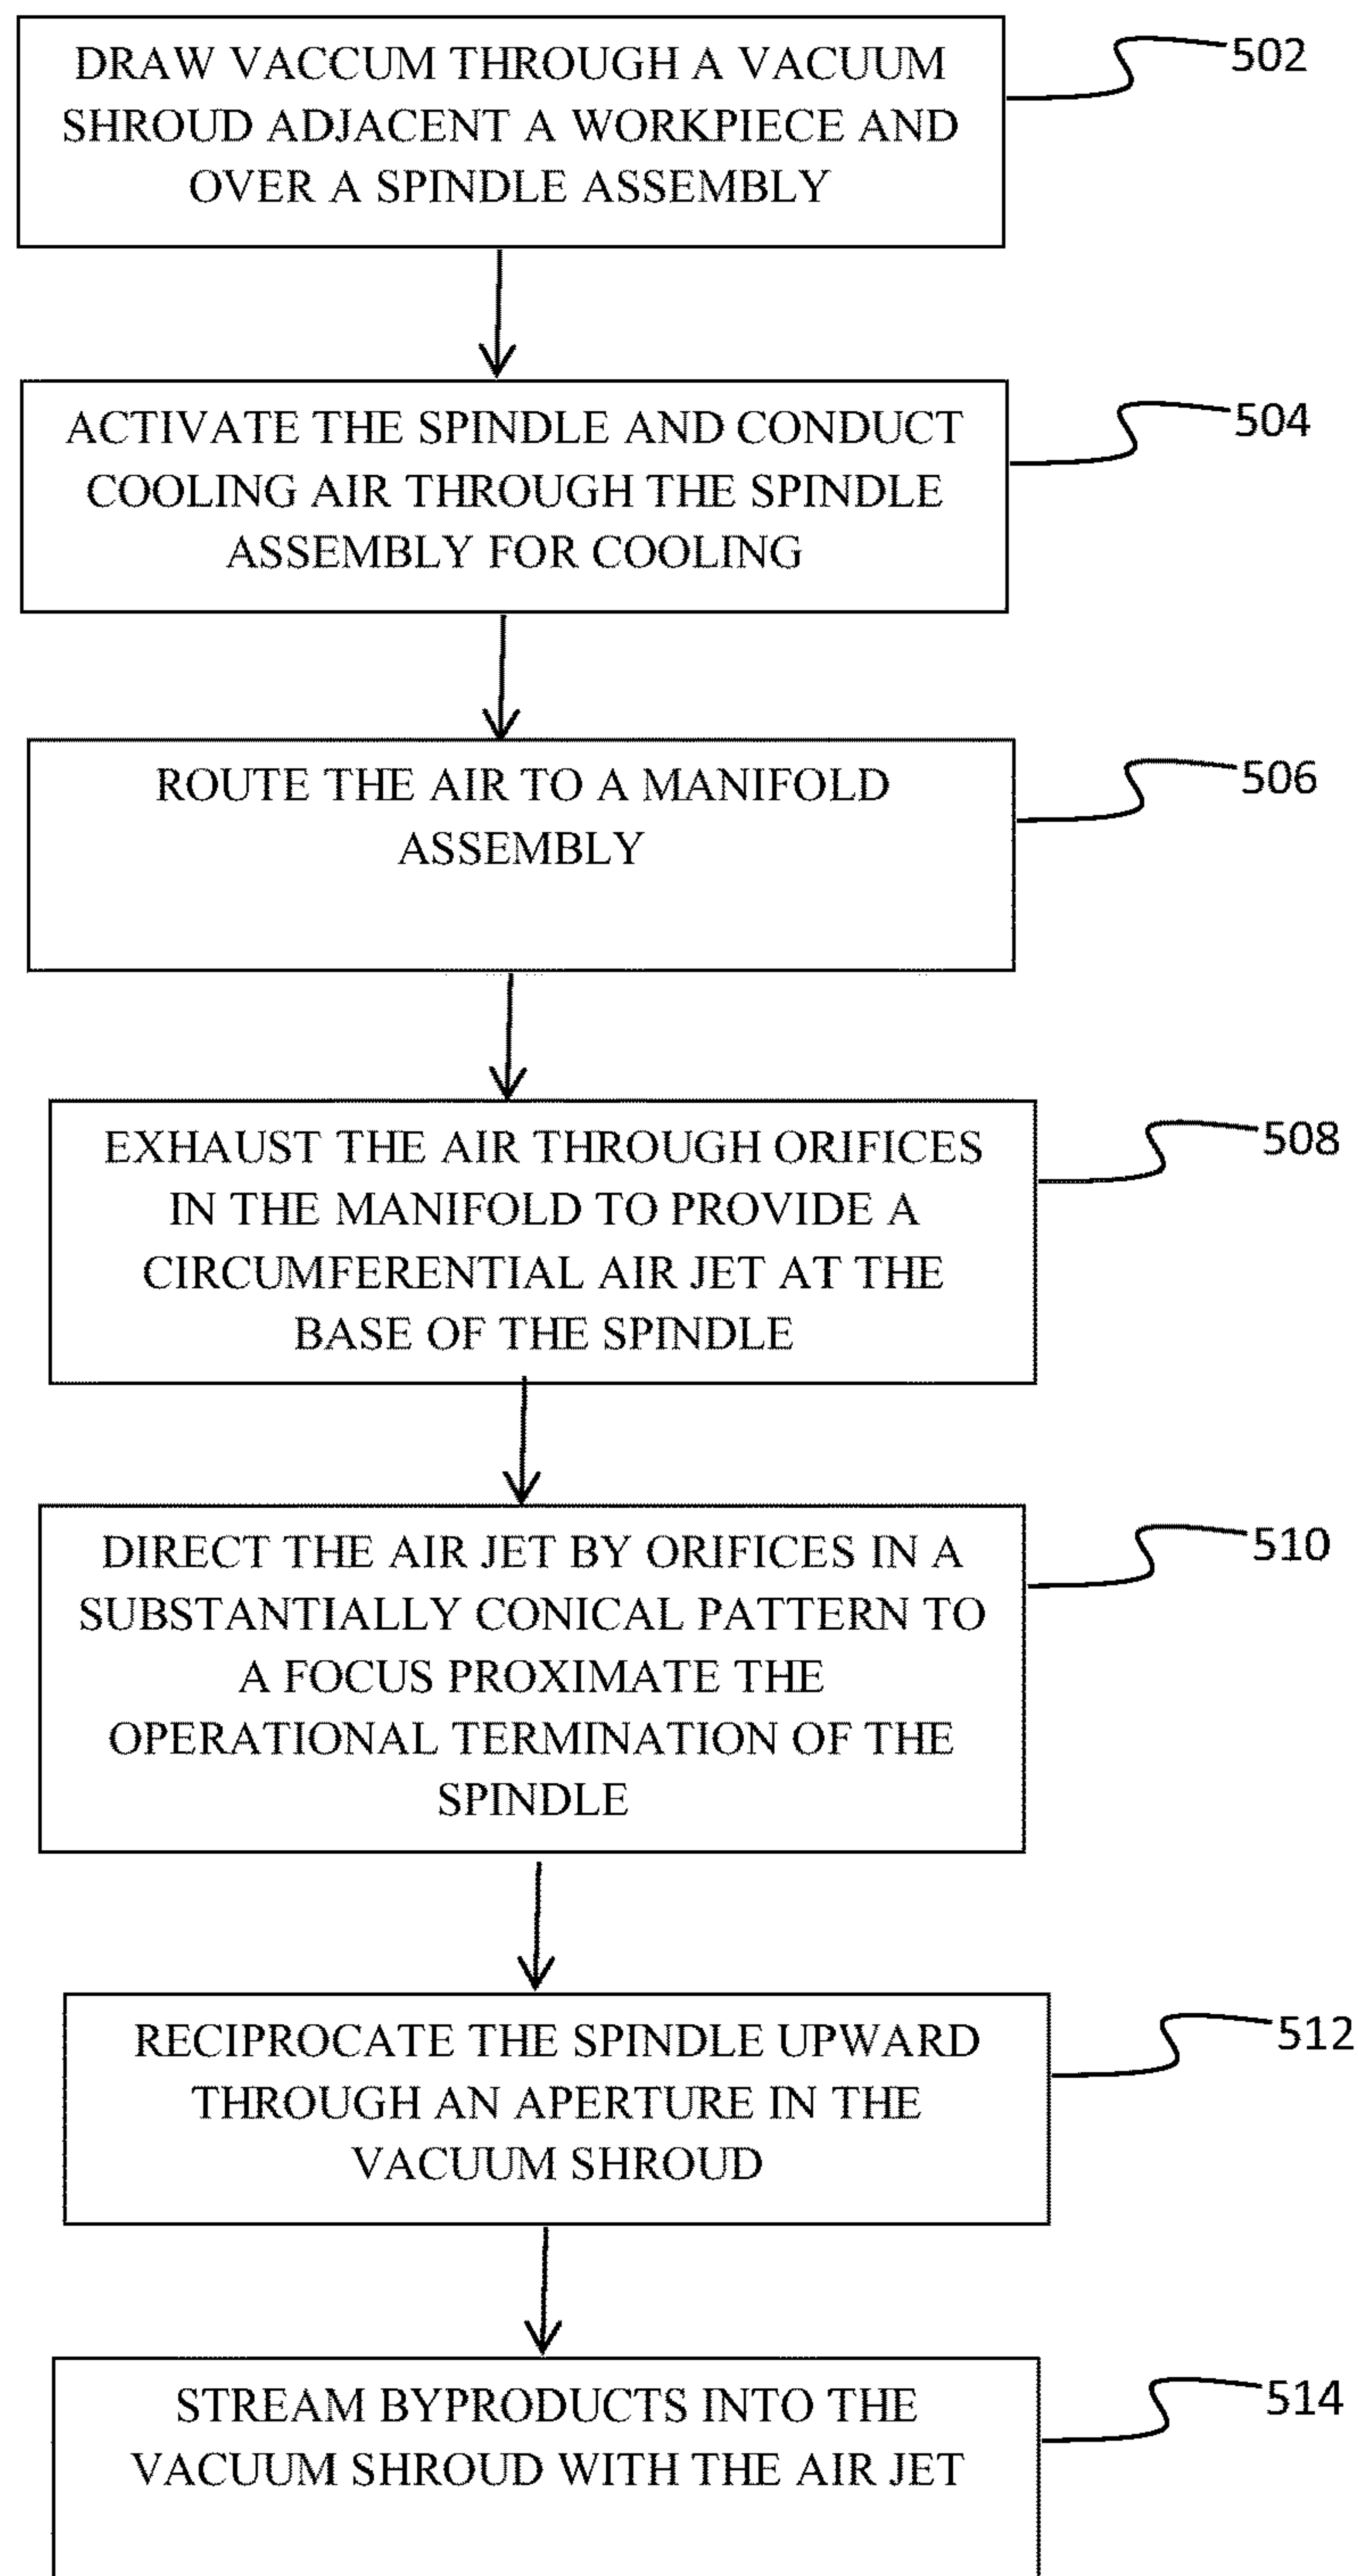 DRAW VACCUM THROUGH A VACUUM
SHROUD ADJACENT A WORKPIECE AND
OVER A SPINDLE ASSEMBLY
502
ACTIVATE THE SPINDLE AND CONDUCT
COOLING AIR THROUGH THE SPINDLE
ASSEMBLY FOR COOLING
504
ROUTE THE AIR TO A MANIFOLD
ASSEMBLY
506
EXHAUST THE AIR THROUGH ORIFICES
IN THE MANIFOLD TO PROVIDE A
CIRCUMFERENTIAL AIR JET AT THE
BASE OF THE SPINDLE
508
DIRECT THE AIR JET BY ORIFICES IN A
SUBSTANTIALLY CONICAL PATTERN TO
A FOCUS PROXIMATE THE
OPERATIONAL TERMINATION OF THE
SPINDLE
510
RECIPROCATE THE SPINDLE UPWARD
THROUGH AN APERTURE IN THE
VACUUM SHROUD
512
STREAM BYPRODUCTS INTO THE
VACUUM SHROUD WITH THE AIR JET
514